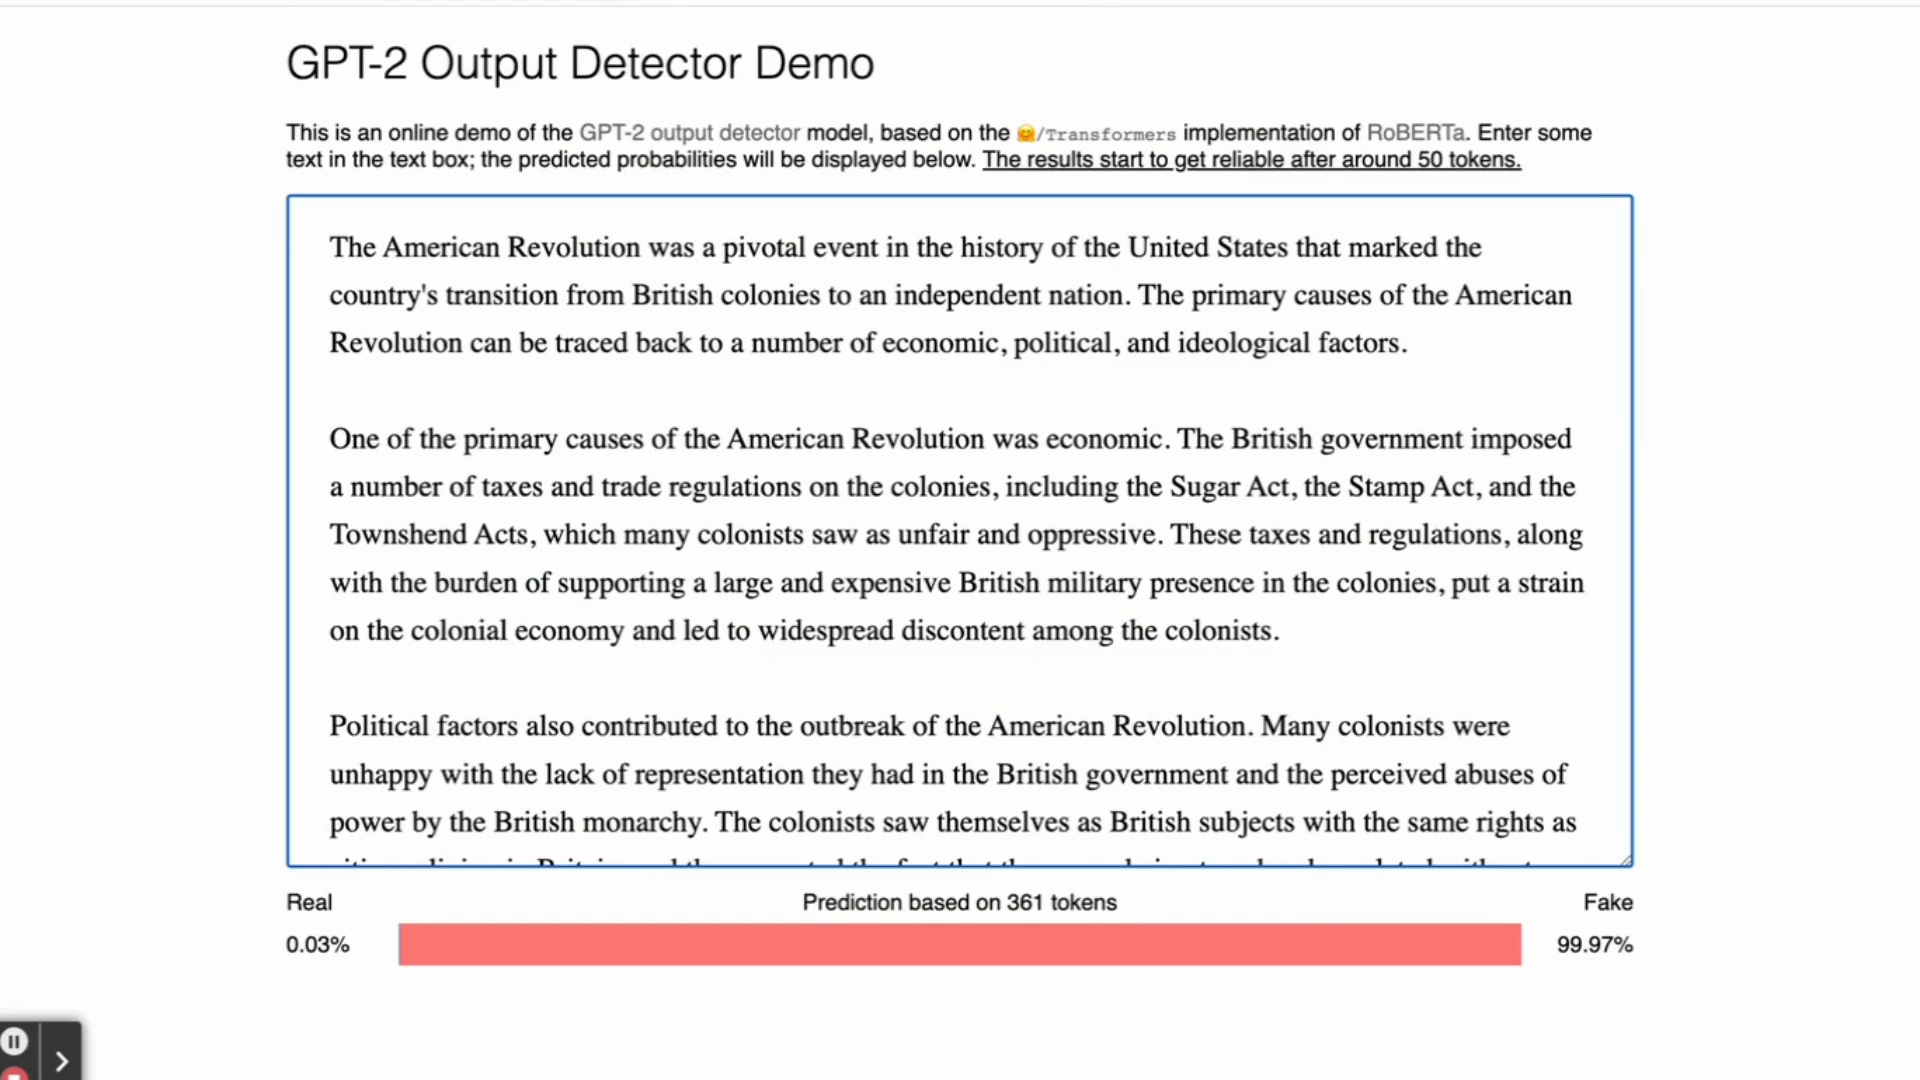 GPT-2 Output Detector Demo
This is an online demo of the GPT-2 output detector model, based on the 🤗/Transformers implementation of RoBERTa. Enter some
text in the text box; the predicted probabilities will be displayed below. The results start to get reliable after around 50 tokens.
The American Revolution was a pivotal event in the history of the United States that marked the
country's transition from British colonies to an independent nation. The primary causes of the American
Revolution can be traced back to a number of economic, political, and ideological factors.
One of the primary causes of the American Revolution was economic. The British government imposed
a number of taxes and trade regulations on the colonies, including the Sugar Act, the Stamp Act, and the
Townshend Acts, which many colonists saw as unfair and oppressive. These taxes and regulations, along
with the burden of supporting a large and expensive British military presence in the colonies, put a strain
on the colonial economy and led to widespread discontent among the colonists.
Political factors also contributed to the outbreak of the American Revolution. Many colonists were
unhappy with the lack of representation they had in the British government and the perceived abuses of
power by the British monarchy. The colonists saw themselves as British subjects with the same rights as
Real Prediction based on 361 tokens Fake
0.03% 99.97%